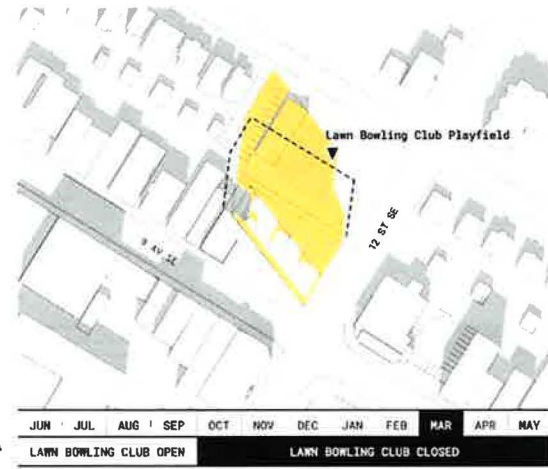 Lawn Bowling Club Playfield
12 ST SE
9 AV SE
JUN JUL AUG SEP OCT NOV DEC JAN FEB MAR APR MAY
LAWN BOWLING CLUB OPEN LAWN BOWLING CLUB CLOSED